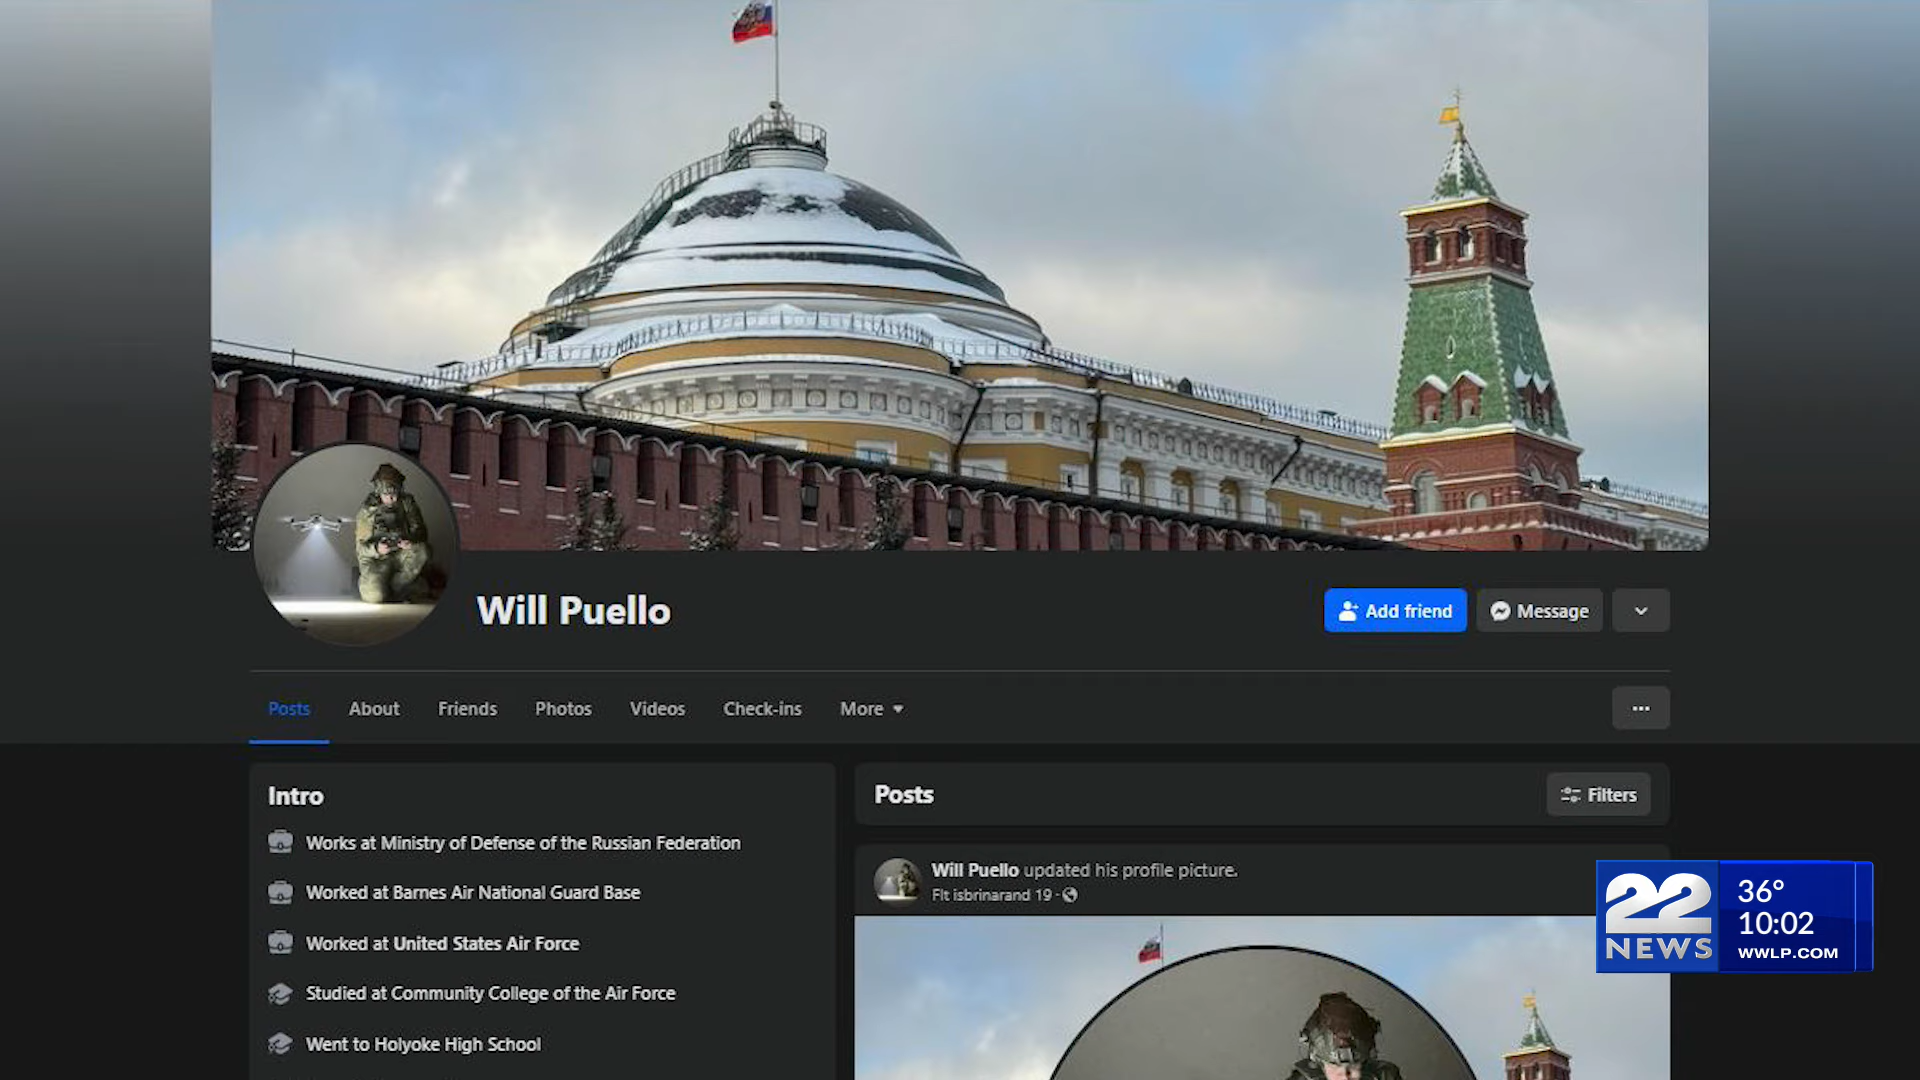 Will Puello
Add friend
Message
Posts
About
Friends
Photos
Videos
Check-ins
More
Intro
Works at Ministry of Defense of the Russian Federation
Worked at Barnes Air National Guard Base
Worked at United States Air Force
Studied at Community College of the Air Force
Went to Holyoke High School
Posts
Filters
Will Puello updated his profile picture.
Flt isbrinarand 19 ·
22
NEWS
36°
10:02
WWLP.COM